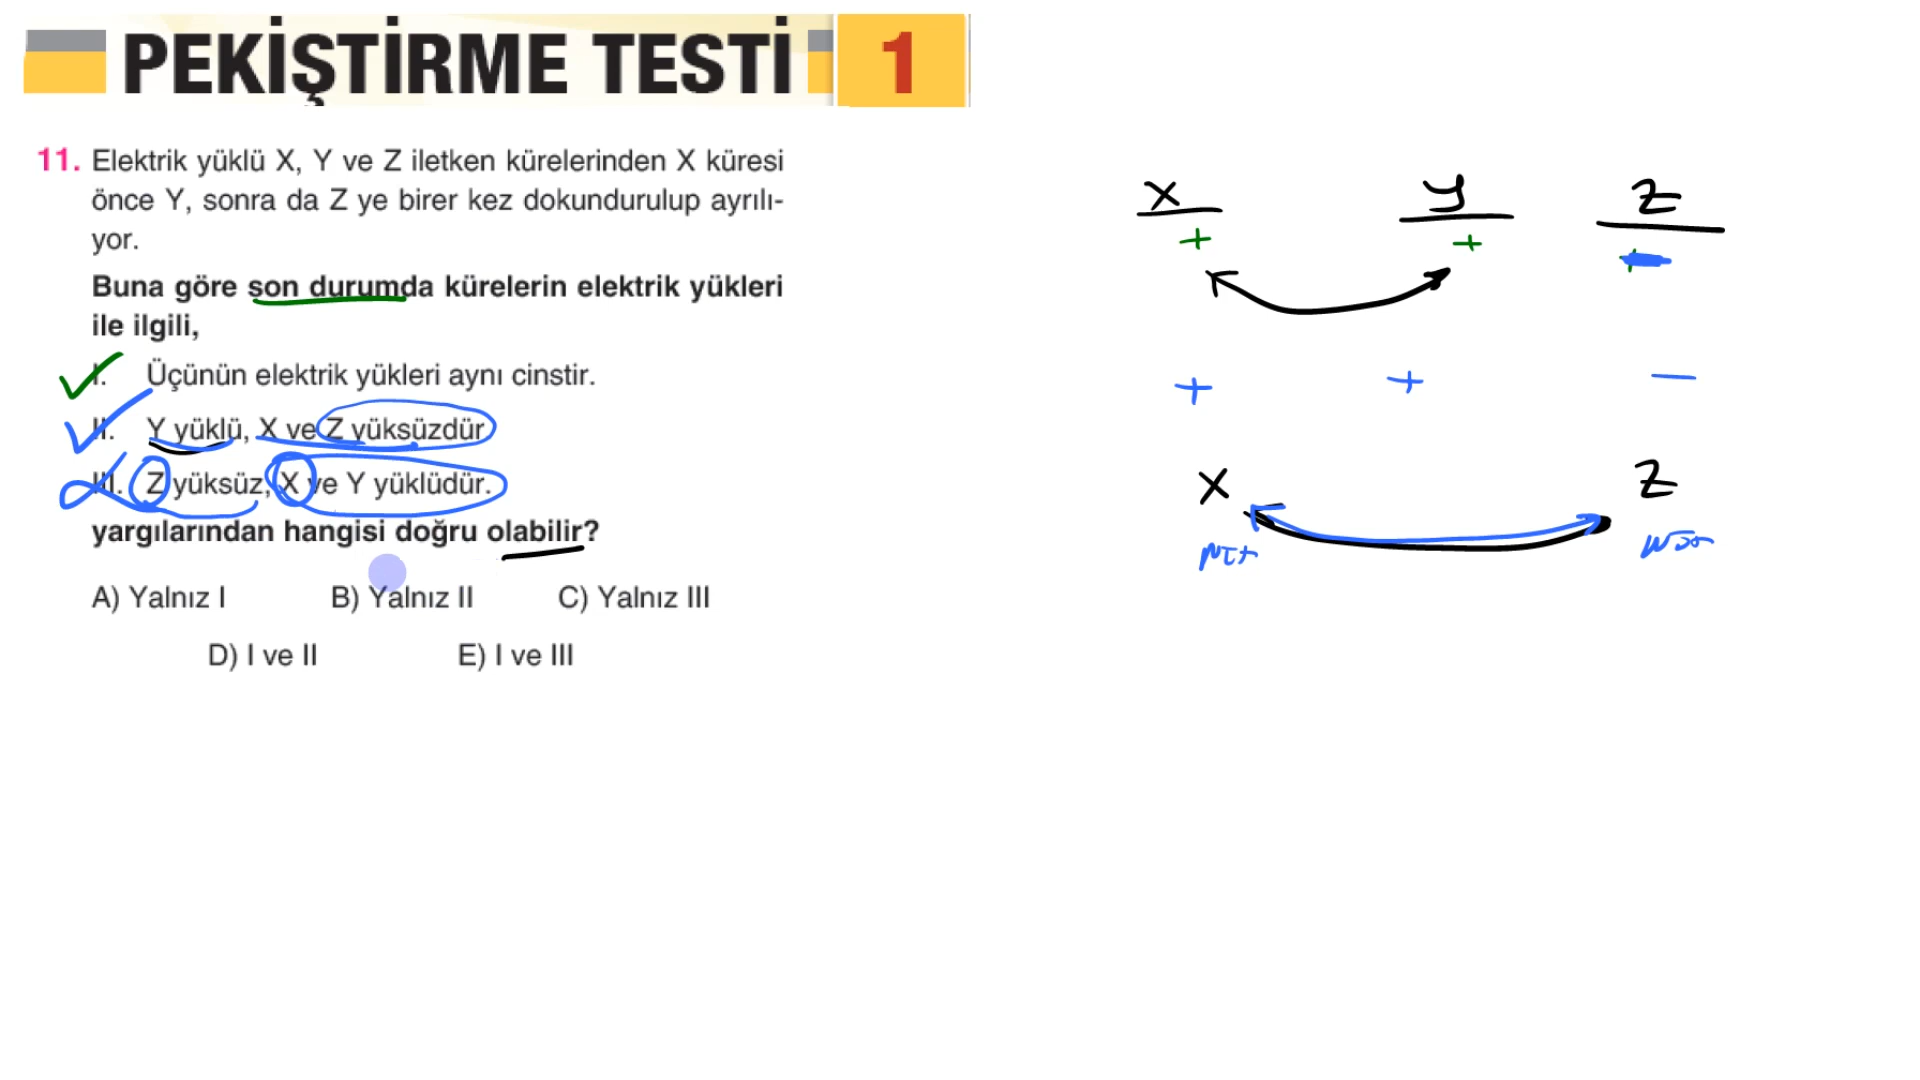 PEKİŞTİRME TESTİ 1
11. Elektrik yüklü X, Y ve Z iletken kürelerinden X küresi
önce Y, sonra da Z ye birer kez dokundurulup ayrılı-
yor.
Buna göre son durumda kürelerin elektrik yükleri
ile ilgili,
I. Üçünün elektrik yükleri aynı cinstir.
II. Y yüklü, X ve Z yüksüzdür
III. Z yüksüz, X ve Y yüklüdür.
yargılarından hangisi doğru olabilir?
A) Yalnız I B) Yalnız II C) Yalnız III
D) I ve II E) I ve III
X Y Z
+ +
+ + −
X Z